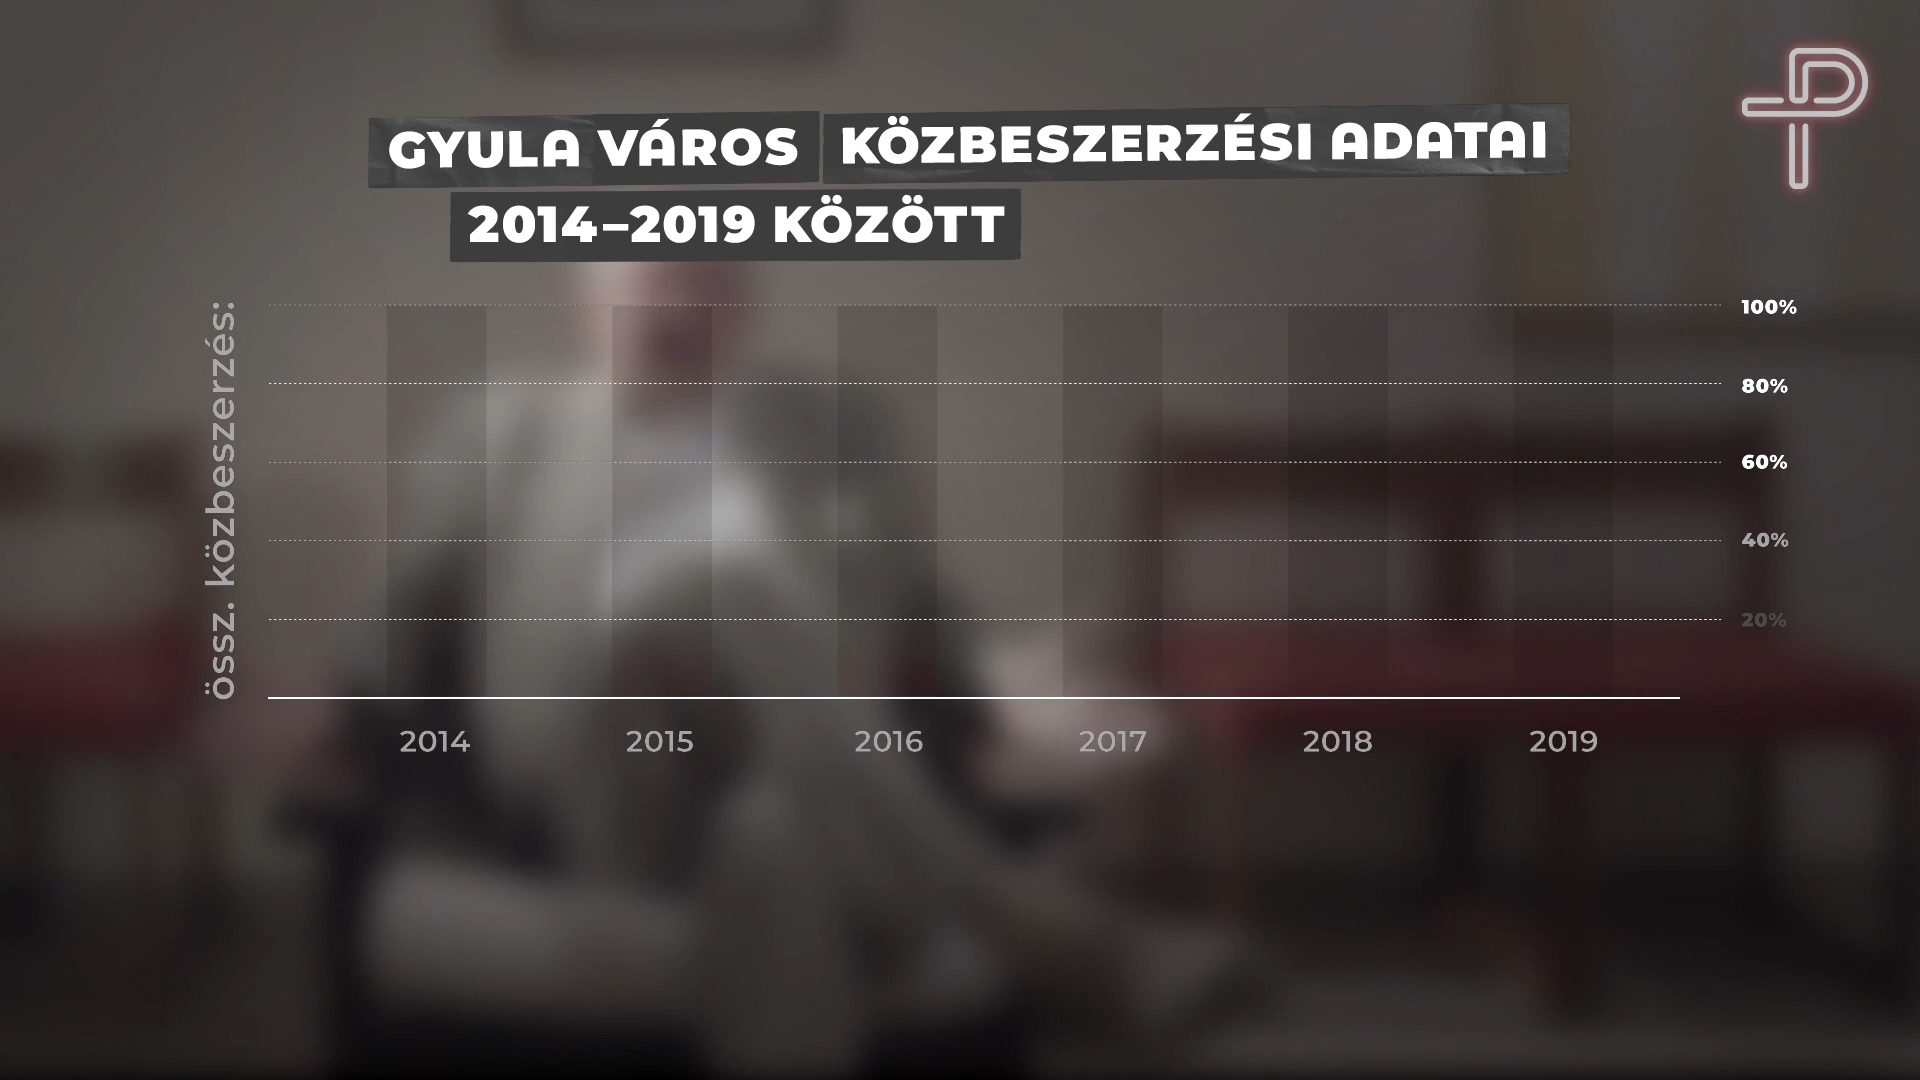 GYULA VÁROS KÖZBESZERZÉSI ADATAI
2014–2019 KÖZÖTT
össz. közbeszerzés:
100%
80%
60%
40%
20%
2014 2015 2016 2017 2018 2019